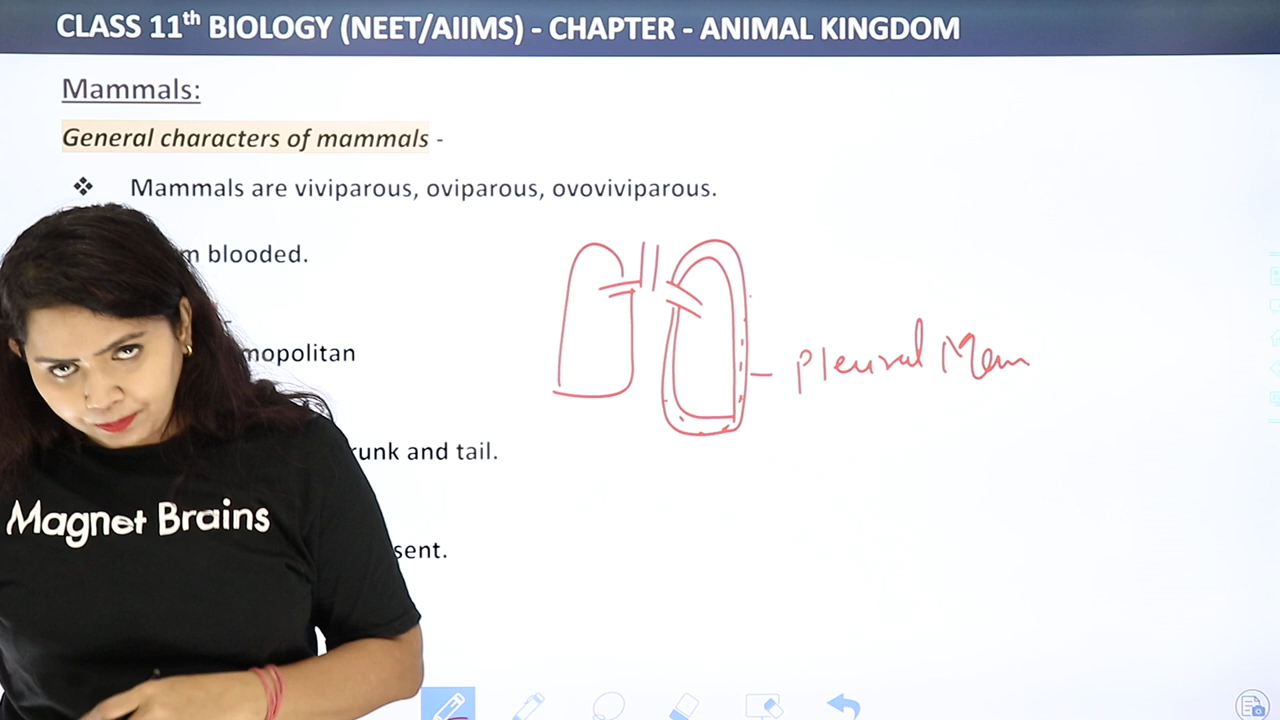 CLASS 11th BIOLOGY (NEET/AIIMS) - CHAPTER - ANIMAL KINGDOM
Mammals:
General characters of mammals -
❖ Mammals are viviparous, oviparous, ovoviviparous.
m blooded.
mopolitan
Pleural Mem
runk and tail.
Magnet Brains
sent.